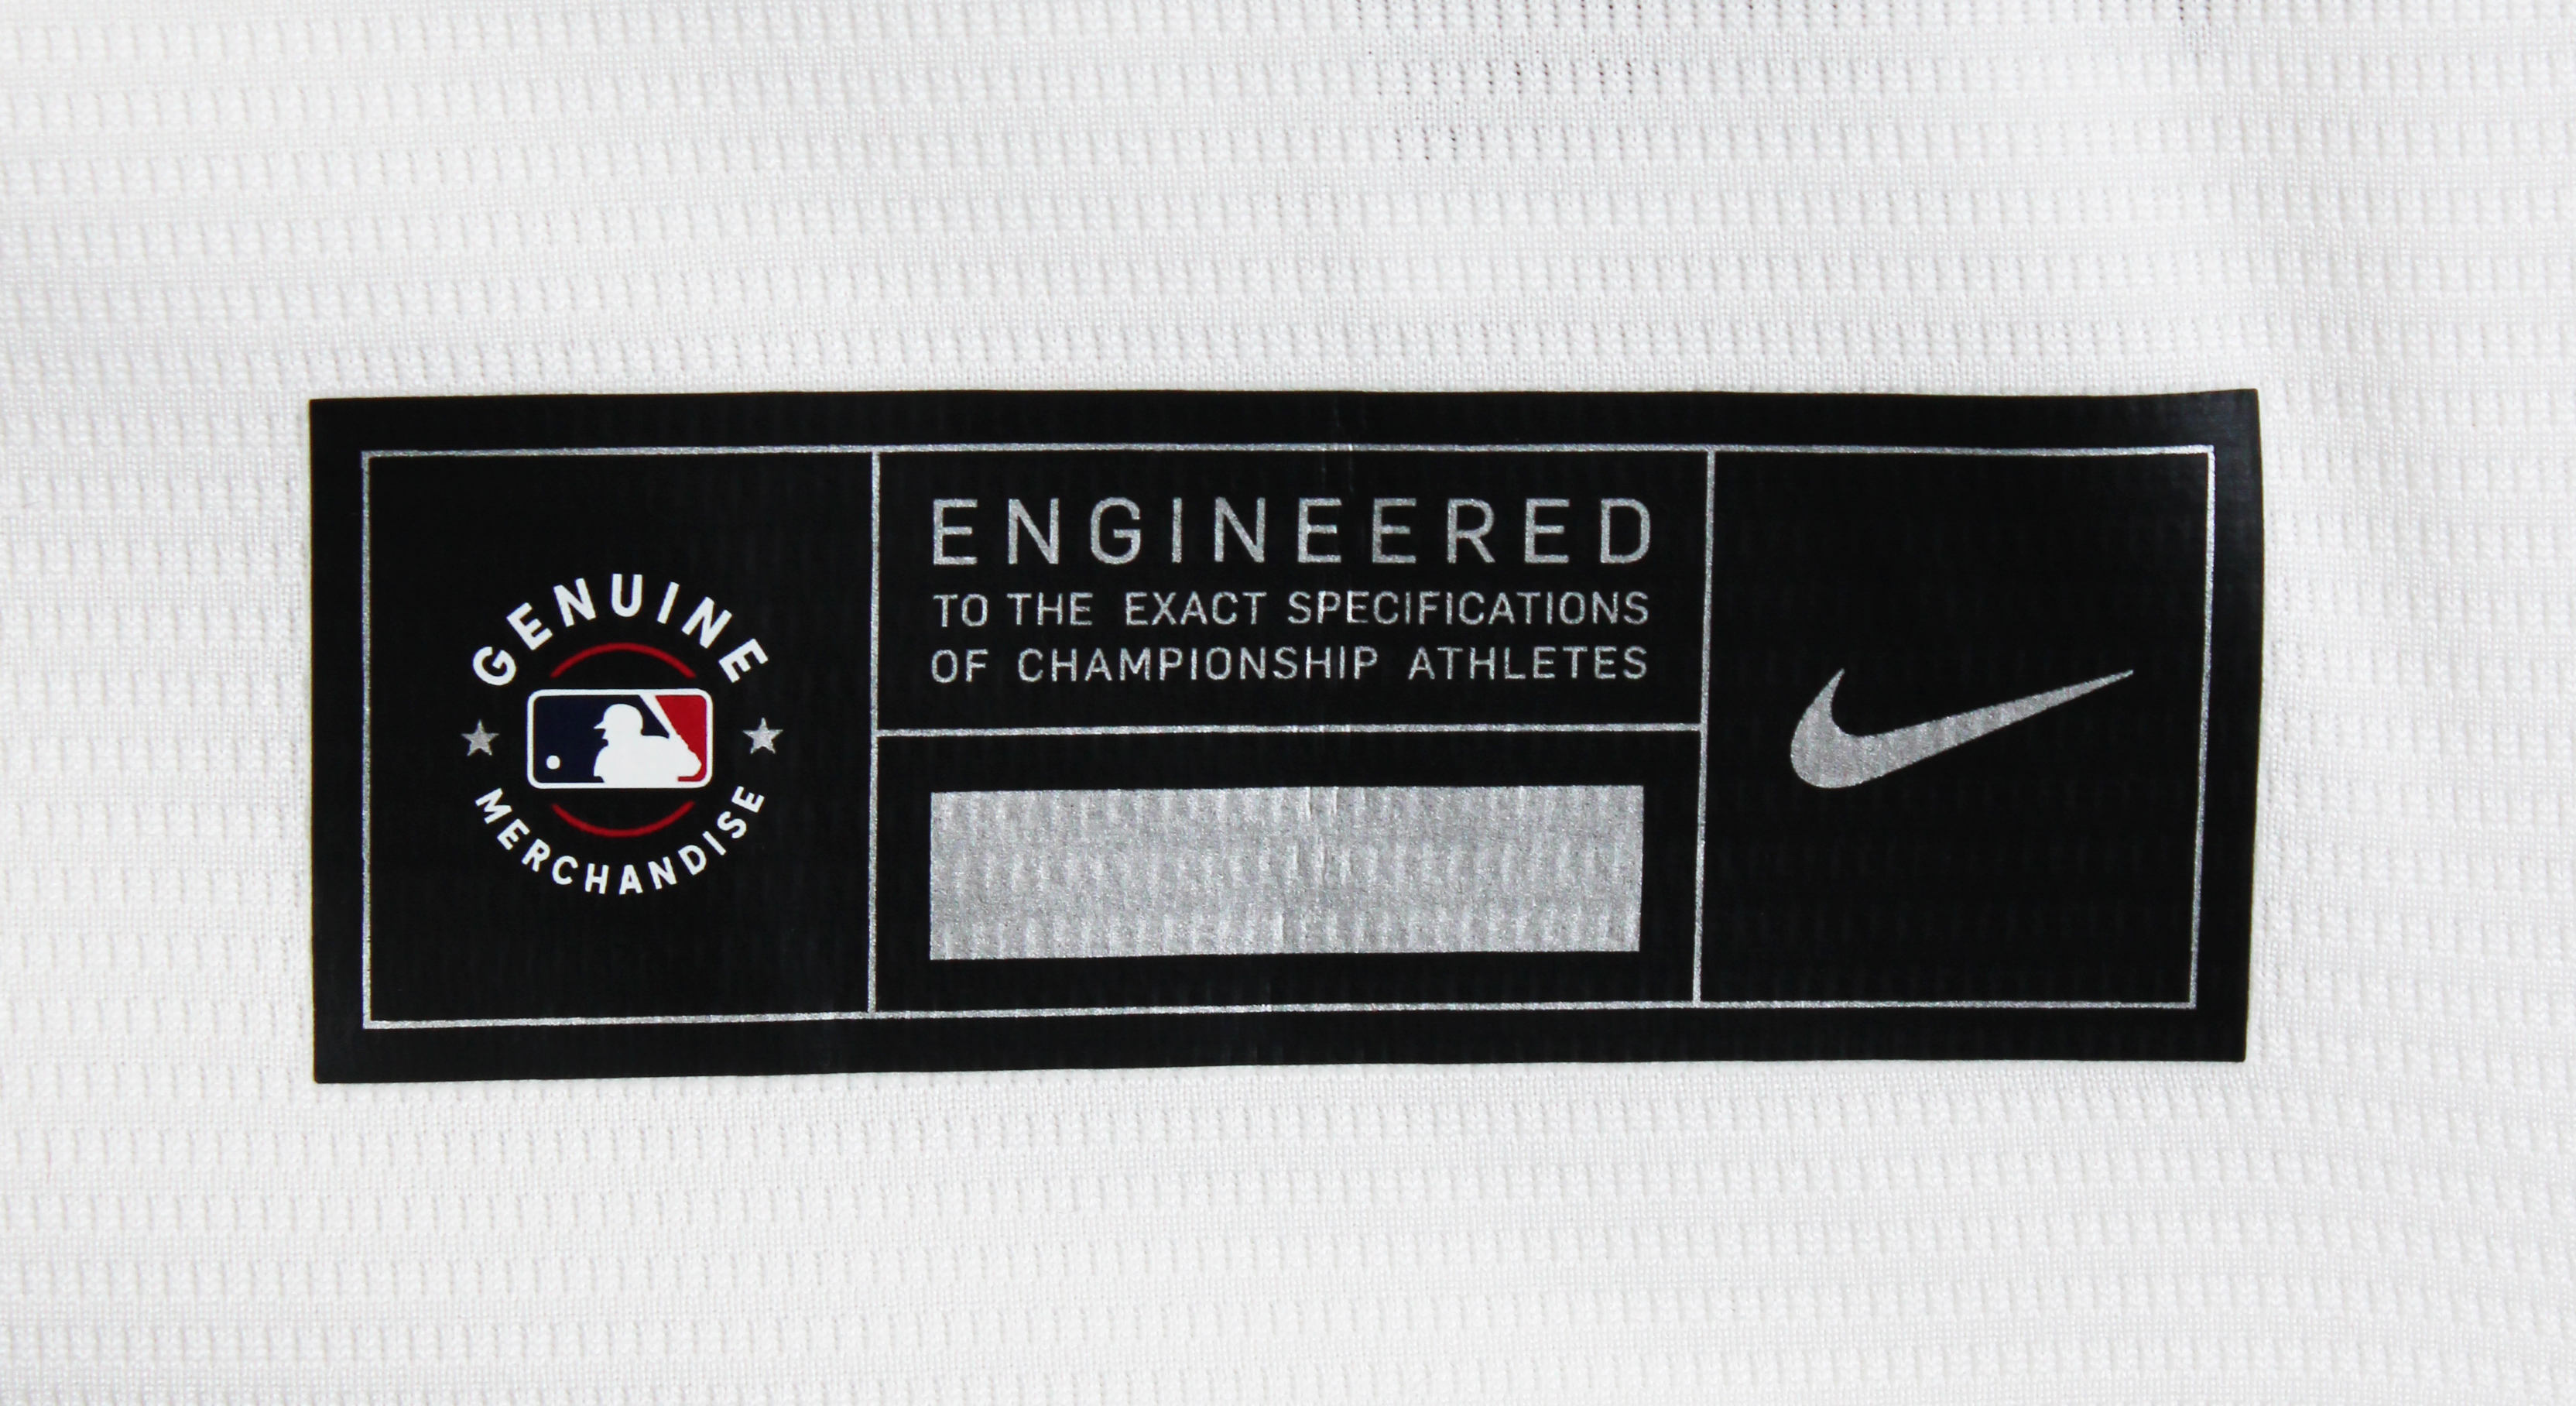 GENUINE
MERCHANDISE
ENGINEERED
TO THE EXACT SPECIFICATIONS
OF CHAMPIONSHIP ATHLETES